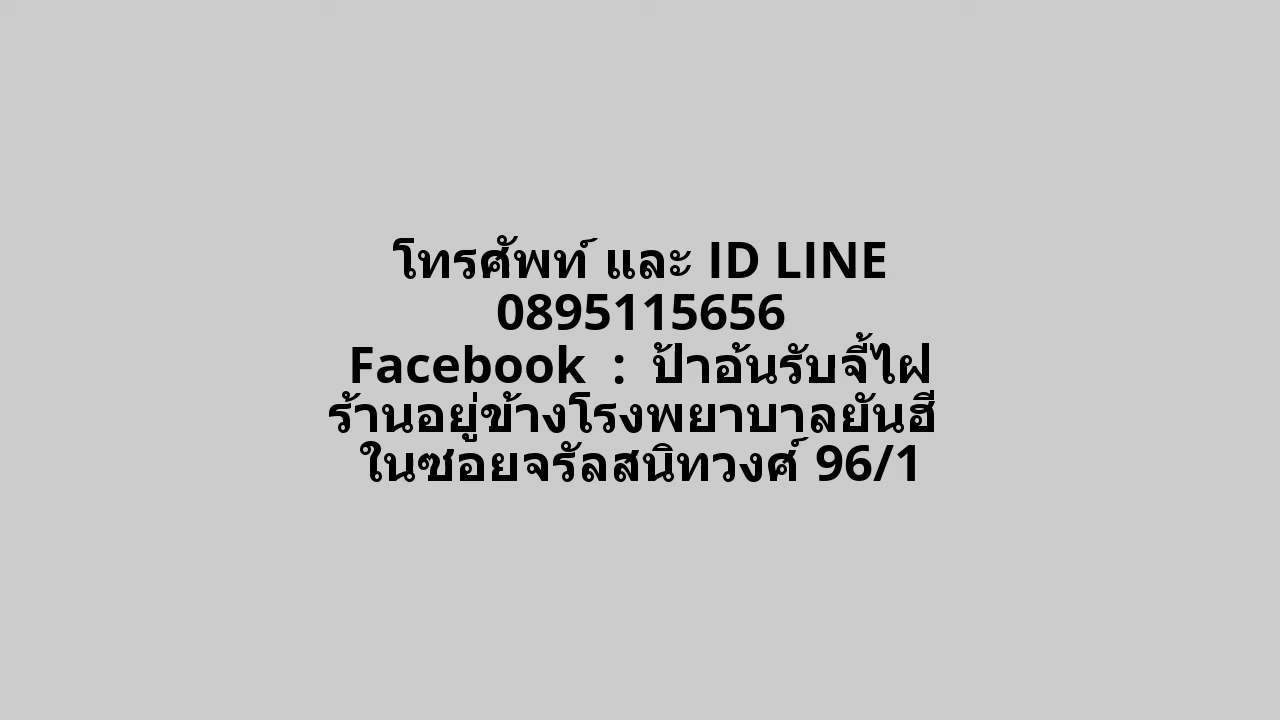 โทรศัพท์ และ ID LINE
0895115656
Facebook : ป้าอ้นรับจี้ไฝ
ร้านอยู่ข้างโรงพยาบาลยันฮี
ในซอยจรัลสนิทวงศ์ 96/1